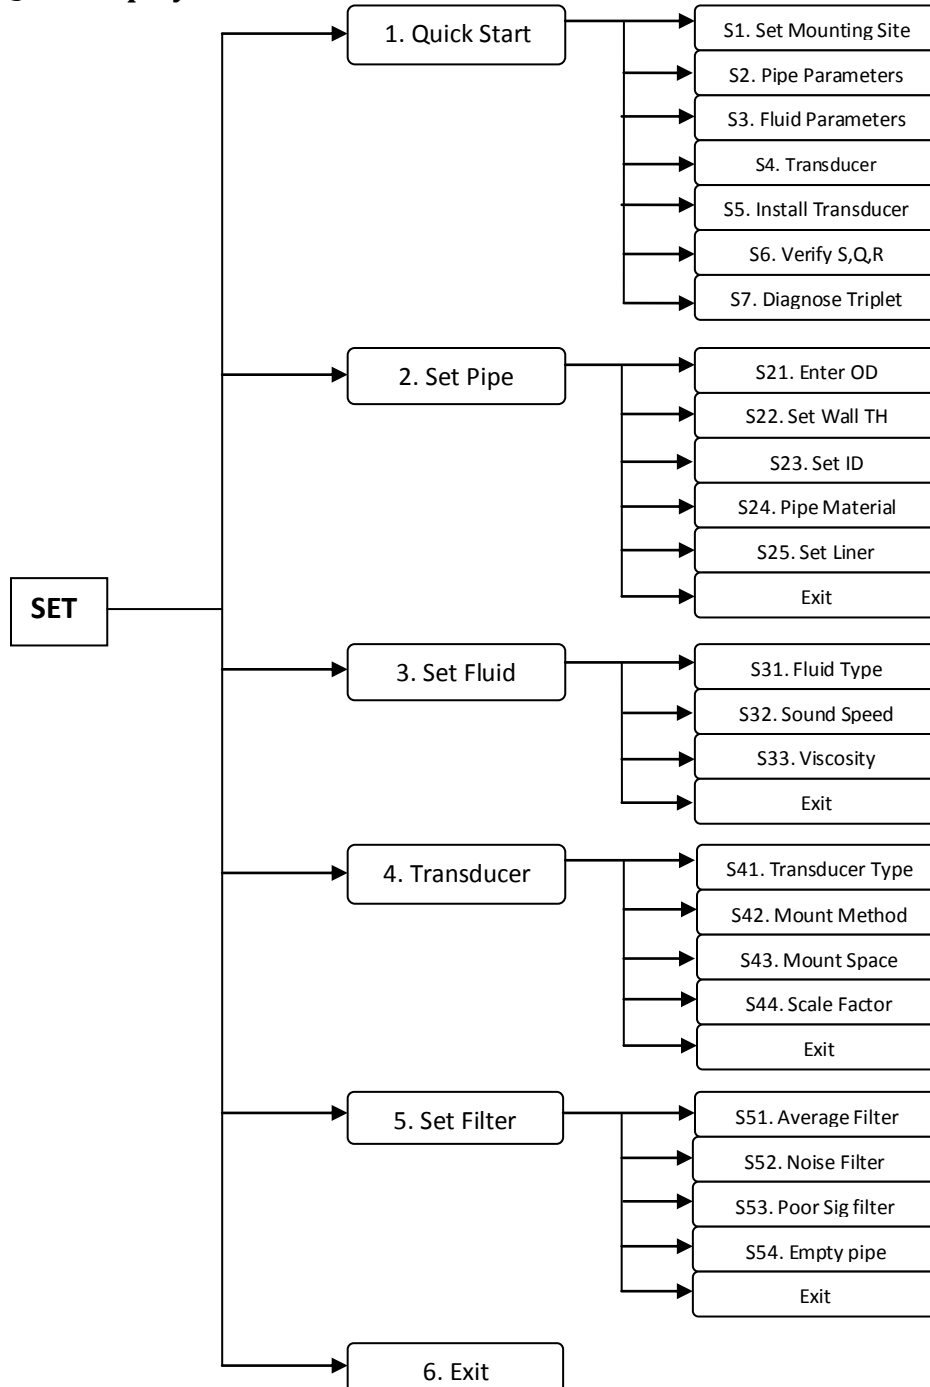 1. Quick Start
S1. Set Mounting Site
S2. Pipe Parameters
S3. Fluid Parameters
S4. Transducer
S5. Install Transducer
S6. Verify S,Q,R
S7. Diagnose Triplet
2. Set Pipe
S21. Enter OD
S22. Set Wall TH
S23. Set ID
S24. Pipe Material
S25. Set Liner
Exit
SET
3. Set Fluid
S31. Fluid Type
S32. Sound Speed
S33. Viscosity
Exit
4. Transducer
S41. Transducer Type
S42. Mount Method
S43. Mount Space
S44. Scale Factor
Exit
5. Set Filter
S51. Average Filter
S52. Noise Filter
S53. Poor Sig filter
S54. Empty pipe
Exit
6. Exit